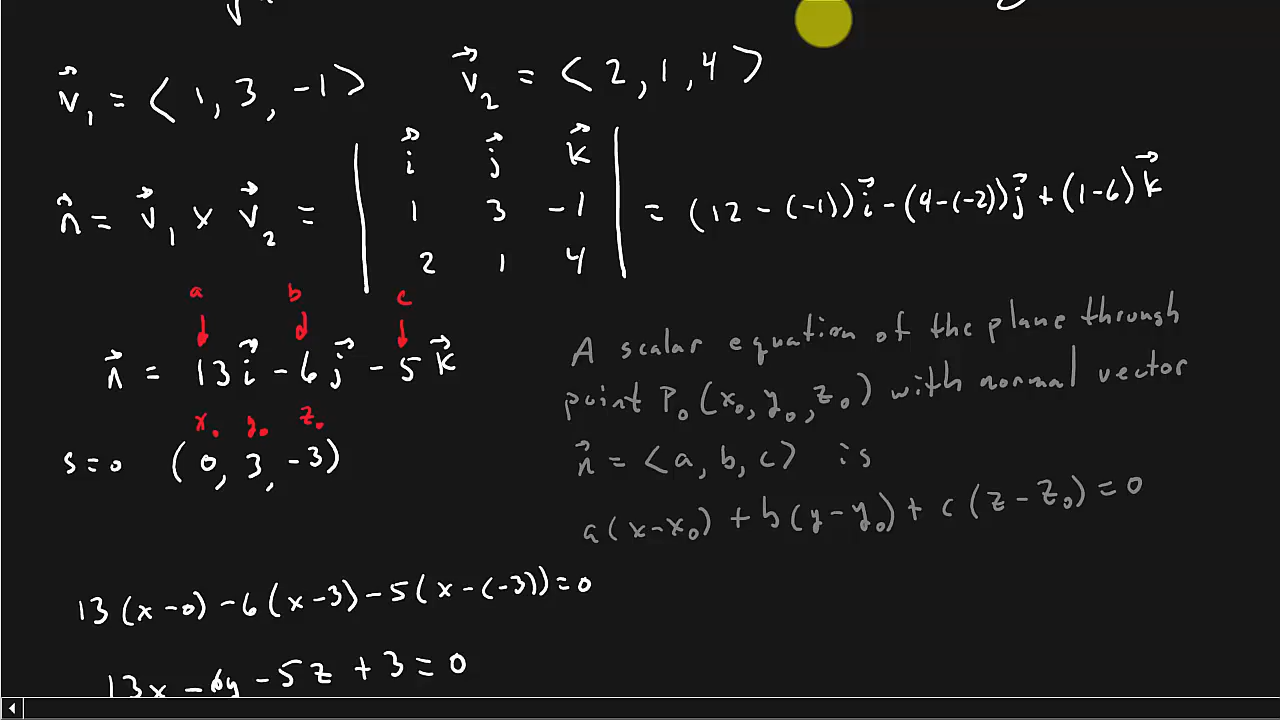 v⃗₁ = ⟨1, 3, -1⟩    v⃗₂ = ⟨2, 1, 4⟩
n⃗ = v⃗₁ x v⃗₂ = | i⃗ j⃗ k⃗ |
| 1 3 -1 | = (12 - (-1)) i⃗ - (4-(-2)) j⃗ + (1-6) k⃗
| 2 1 4 |
a b c
n⃗ = 13 i⃗ - 6 j⃗ - 5 k⃗
x₀ y₀ z₀
s=0 (0, 3, -3)
A scalar equation of the plane through
point P₀(x₀, y₀, z₀) with normal vector
n⃗ = ⟨a, b, c⟩ is
a(x-x₀) + b(y-y₀) + c(z-z₀) = 0
13(x-0) - 6(x-3) - 5(x-(-3)) = 0
13x - 6y - 5z + 3 = 0